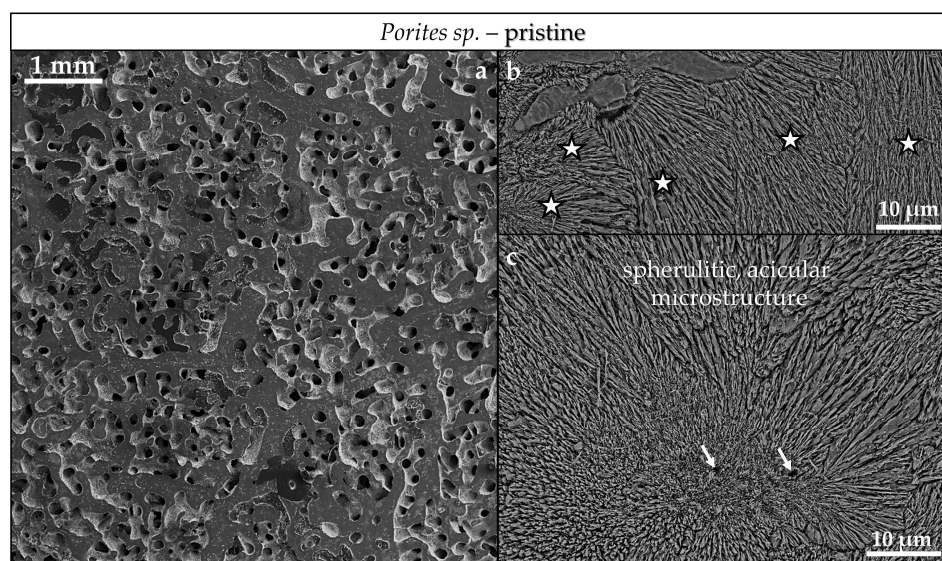 Porites sp. – pristine
1 mm
a
b
10 µm
c
spherulitic, acicular
microstructure
10 µm